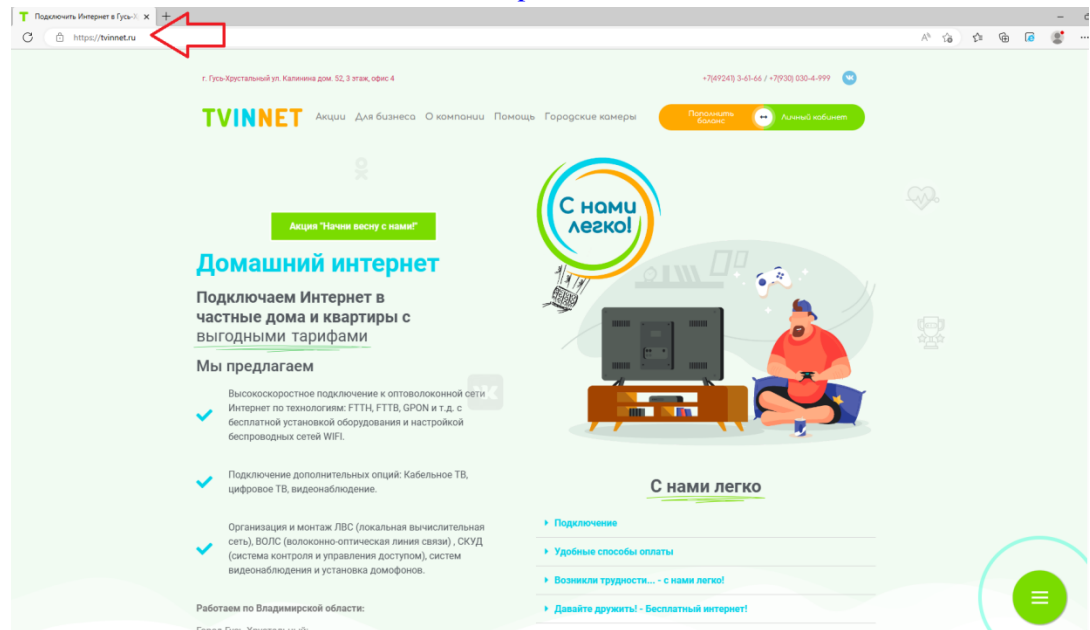 Подключить Интернет в Гусь-Х
https://tvinnet.ru
г. Гусь-Хрустальный ул. Калинина дом. 52, 3 этаж, офис 4
+7(49241) 3-61-66 / +7(930) 030-4-999
TVINNET
Акции Для бизнеса О компании Помощь Городские камеры
Пополнить
баланс
Личный кабинет
С нами
легко!
Акция "Начни весну с нами!"
Домашний интернет
Подключаем Интернет в
частные дома и квартиры с
выгодными тарифами
Мы предлагаем
Высокоскоростное подключение к оптоволоконной сети
Интернет по технологиям: FTTH, FTTB, GPON и т.д. с
бесплатной установкой оборудования и настройкой
беспроводных сетей WIFI.
Подключение дополнительных опций: Кабельное ТВ,
цифровое ТВ, видеонаблюдение.
Организация и монтаж ЛВС (локальная вычислительная
сеть), ВОЛС (волоконно-оптическая линия связи) , СКУД
(система контроля и управления доступом), систем
видеонаблюдения и установка домофонов.
Работаем по Владимирской области:
Город Гусь-Хрустальный:
С нами легко
Подключение
Удобные способы оплаты
Возникли трудности... - с нами легко!
Давайте дружить! - Бесплатный интернет!